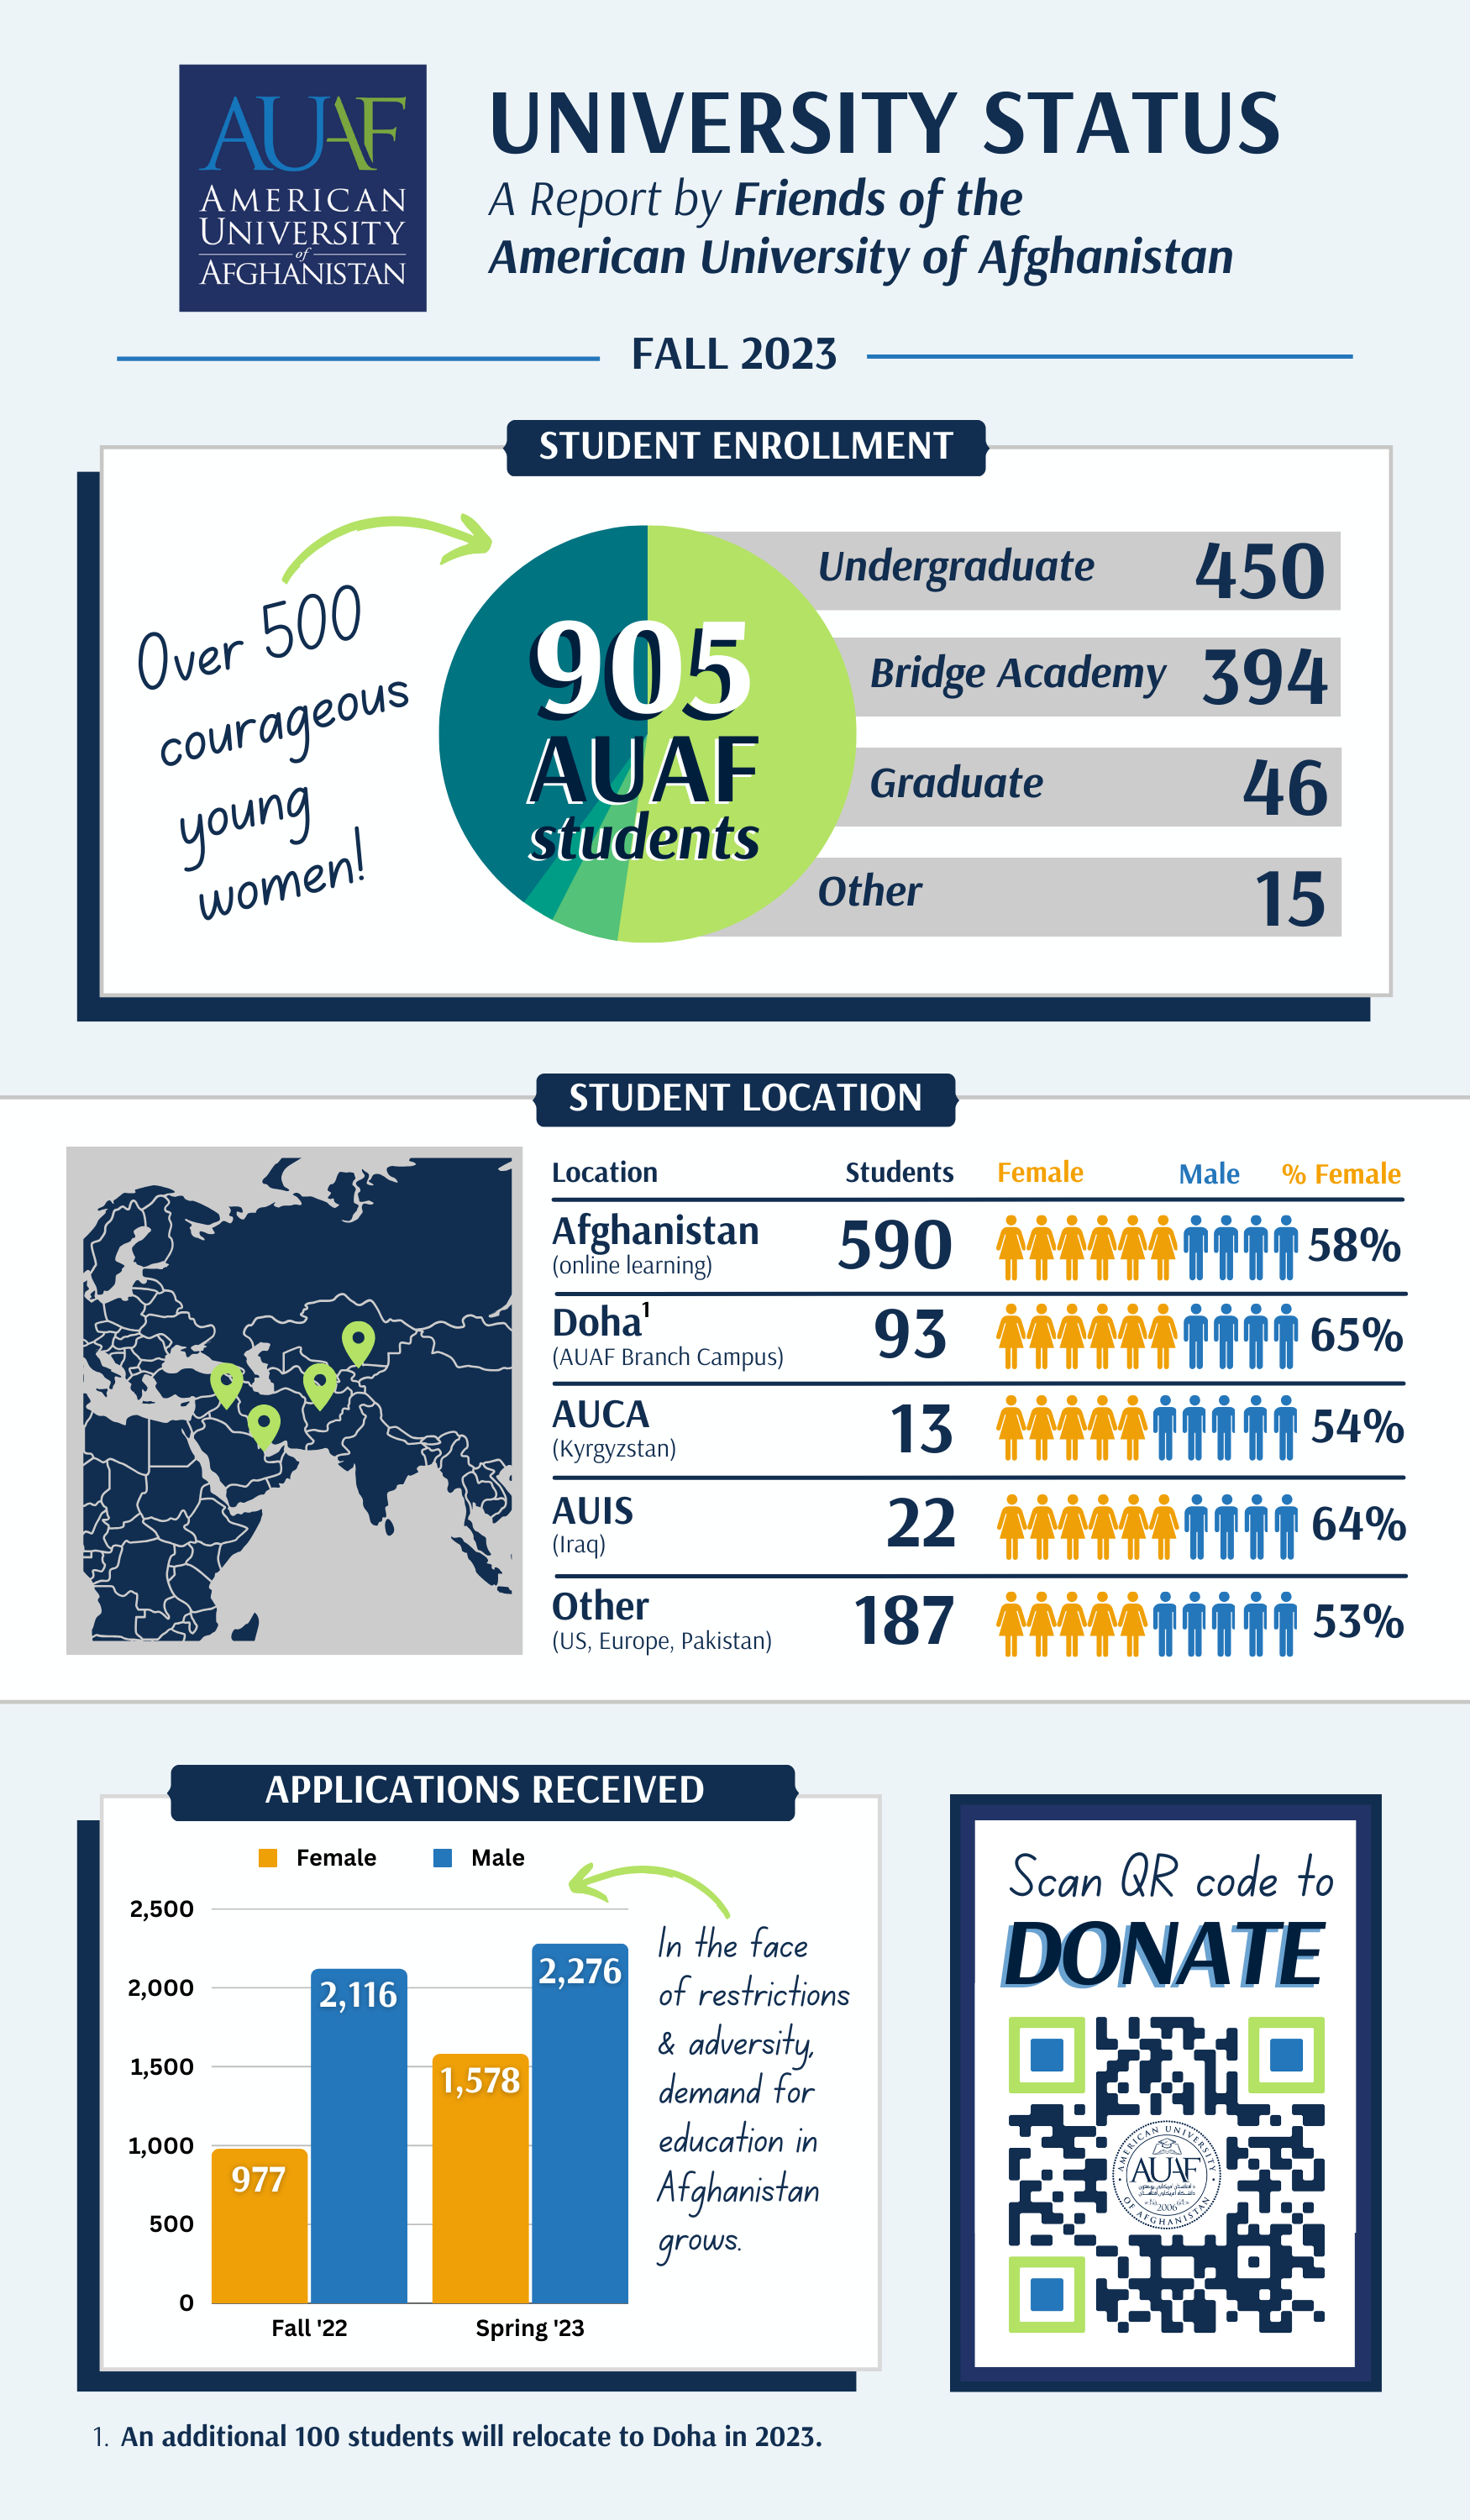 AUAF
AMERICAN
UNIVERSITY
of
AFGHANISTAN
UNIVERSITY STATUS
A Report by Friends of the
American University of Afghanistan
FALL 2023
STUDENT ENROLLMENT
Over 500
courageous
young
women!
905
AUAF
students
Undergraduate 450
Bridge Academy 394
Graduate 46
Other 15
STUDENT LOCATION
Location Students Female Male % Female
Afghanistan 590 58%
(online learning)
Doha¹ 93 65%
(AUAF Branch Campus)
AUCA 13 54%
(Kyrgyzstan)
AUIS 22 64%
(Iraq)
Other 187 53%
(US, Europe, Pakistan)
APPLICATIONS RECEIVED
Female Male
2,500
2,000
1,500
1,000
500
0
977
2,116
1,578
2,276
Fall '22 Spring '23
In the face
of restrictions
& adversity,
demand for
education in
Afghanistan
grows.
Scan QR code to
DONATE
AMERICAN UNIVERSITY
AUAF
2006
OF AFGHANISTAN
1. An additional 100 students will relocate to Doha in 2023.